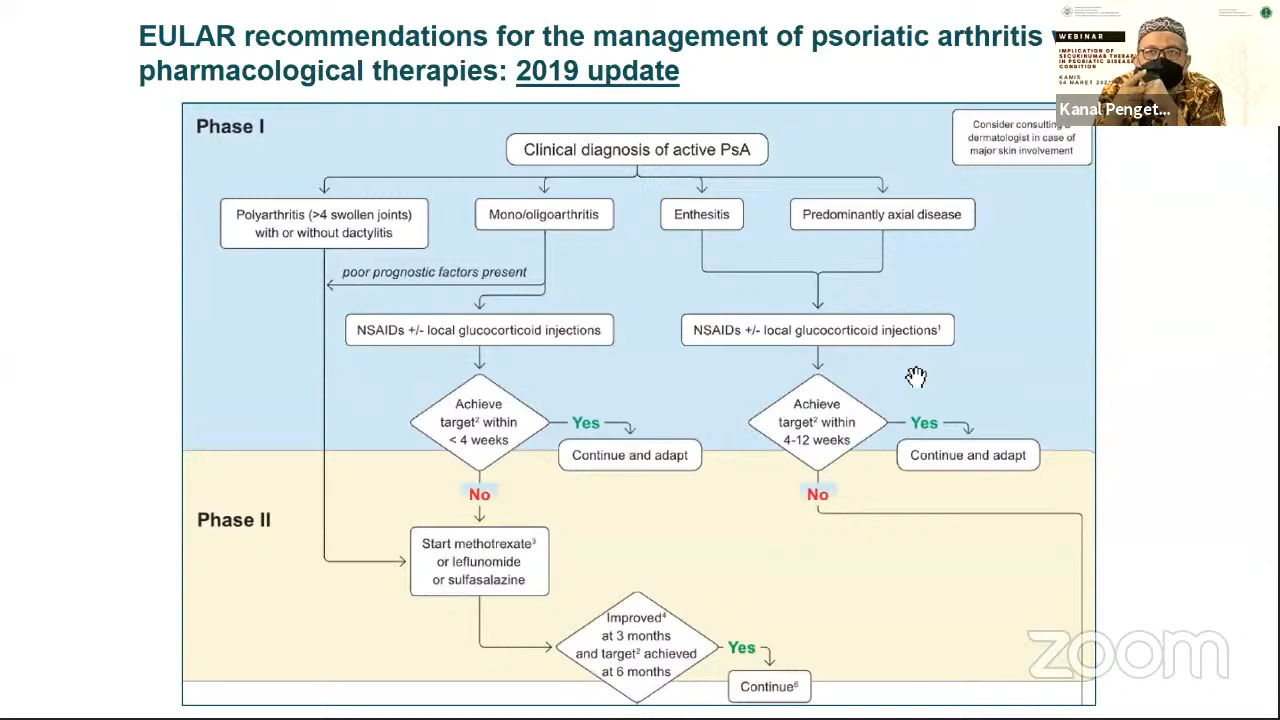 EULAR recommendations for the management of psoriatic arthritis
pharmacological therapies: 2019 update
WEBINAR
IMPLICATION OF
SECUKINUMAB THERAP
IN PSORIATIC DISEASE
CONDITION
KAMIS
04 MARET 202
Kanal Penget...
Phase I
Consider consulting a
dermatologist in case of
major skin involvement
Clinical diagnosis of active PsA
Polyarthritis (>4 swollen joints)
with or without dactylitis
Mono/oligoarthritis
Enthesitis
Predominantly axial disease
poor prognostic factors present
NSAIDs +/- local glucocorticoid injections
NSAIDs +/- local glucocorticoid injections¹
Achieve
target² within
< 4 weeks
Yes
Continue and adapt
Achieve
target² within
4-12 weeks
Yes
Continue and adapt
No
No
Phase II
Start methotrexate³
or leflunomide
or sulfasalazine
Improved⁴
at 3 months
and target² achieved
at 6 months
Yes
Continue⁶
zoom